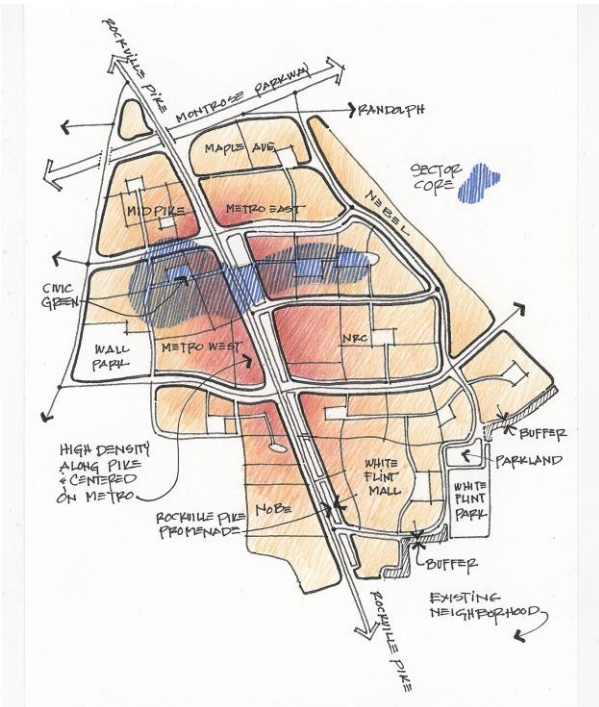 ROCKVILLE PIKE
MONTROSE PARKWAY
RANDOLPH
MAPLE AVE
SECTOR
CORE
NEBEL
MIDPIKE
METRO EAST
CIVIC
GREEN
WALL
PARK
METRO WEST
NRC
HIGH DENSITY
ALONG PIKE
& CENTERED
ON METRO
BUFFER
PARKLAND
WHITE
FLINT
MALL
WHITE
FLINT
PARK
NOBE
ROCKVILLE PIKE
PROMENADE
BUFFER
EXISTING
NEIGHBORHOOD
ROCKVILLE PIKE